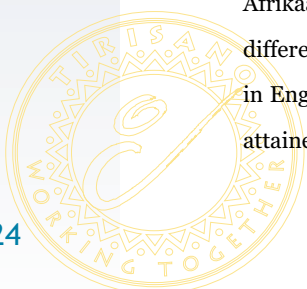 Afrikaa
differe
in Eng
attaine
24
TIRISANO
WORKING TOGETHER